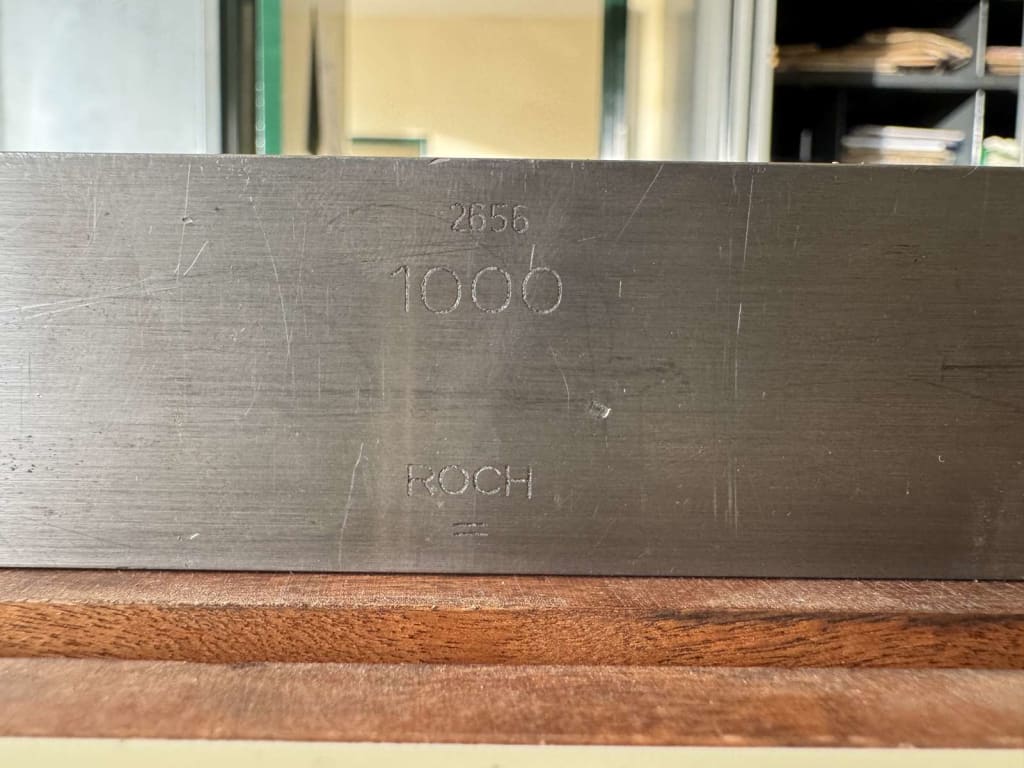 2656
1000
ROCH
=